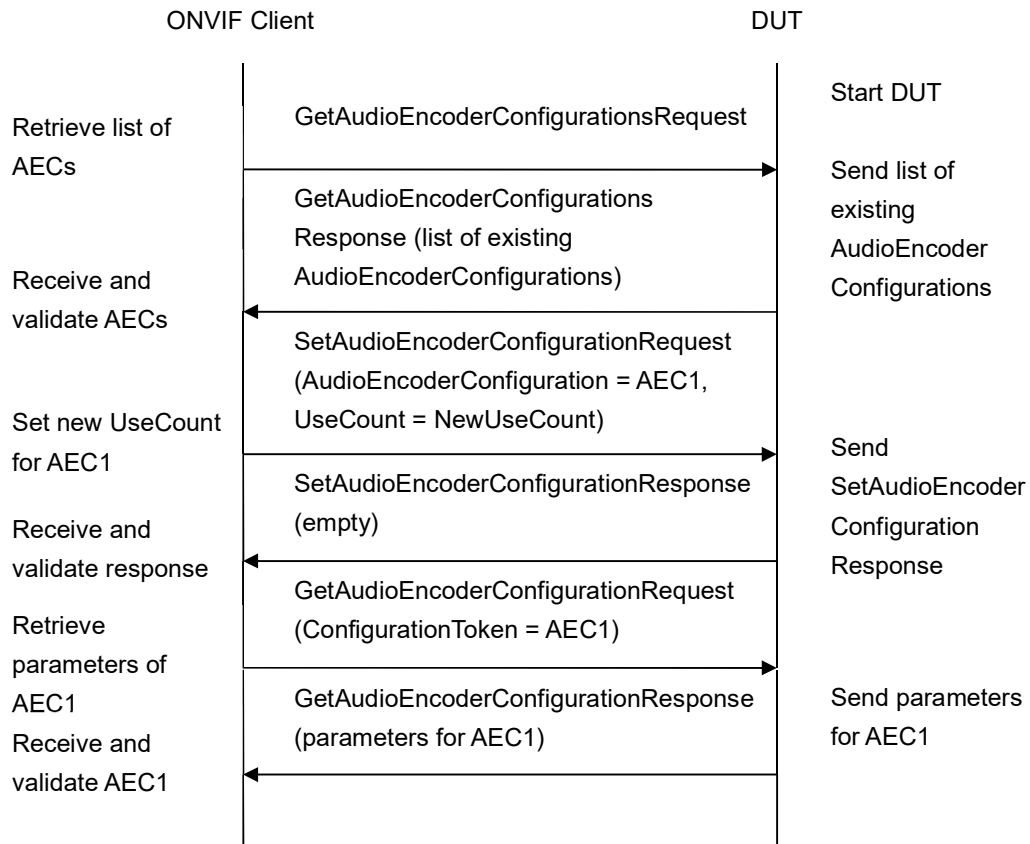 ONVIF Client
DUT
Start DUT
GetAudioEncoderConfigurationsRequest
Retrieve list of
AECs
Send list of
existing
AudioEncoder
Configurations
GetAudioEncoderConfigurations
Response (list of existing
AudioEncoderConfigurations)
Receive and
validate AECs
SetAudioEncoderConfigurationRequest
(AudioEncoderConfiguration = AEC1,
UseCount = NewUseCount)
Set new UseCount
for AEC1
Send
SetAudioEncoder
Configuration
Response
SetAudioEncoderConfigurationResponse
(empty)
Receive and
validate response
GetAudioEncoderConfigurationRequest
(ConfigurationToken = AEC1)
Retrieve
parameters of
AEC1
GetAudioEncoderConfigurationResponse
(parameters for AEC1)
Send parameters
for AEC1
Receive and
validate AEC1